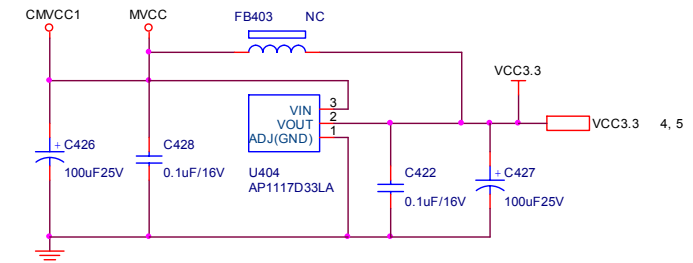 CMVCC1 MVCC FB403 NC
VCC3.3
VIN 3
VOUT 2
ADJ(GND) 1
VCC3.3 4, 5
+ C426 C428 U404 C422 + C427
100uF25V 0.1uF/16V AP1117D33LA 0.1uF/16V 100uF25V